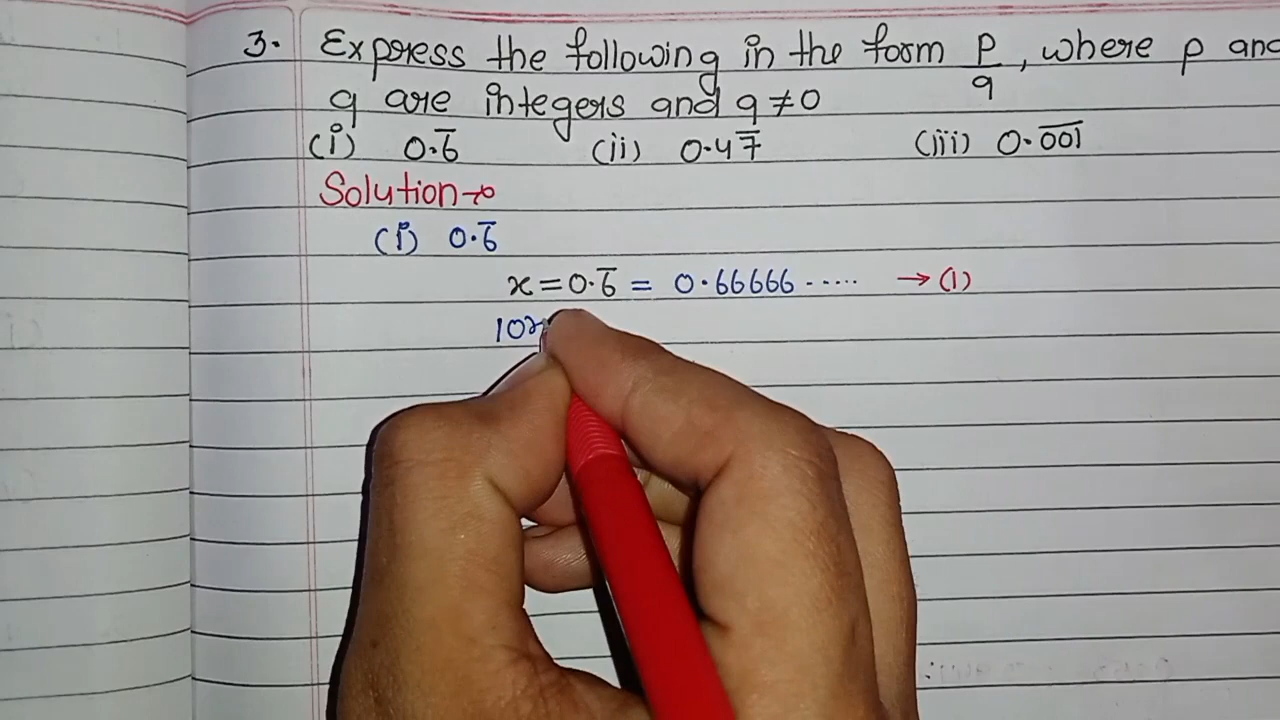 3. Express the following in the form p/q, where p and
q are integers and q ≠ 0
(i) 0.6̅ (ii) 0.47̅ (iii) 0.0̅0̅1̅
Solution→
(i) 0.6̅
x = 0.6̅ = 0.66666..... → (1)
10x